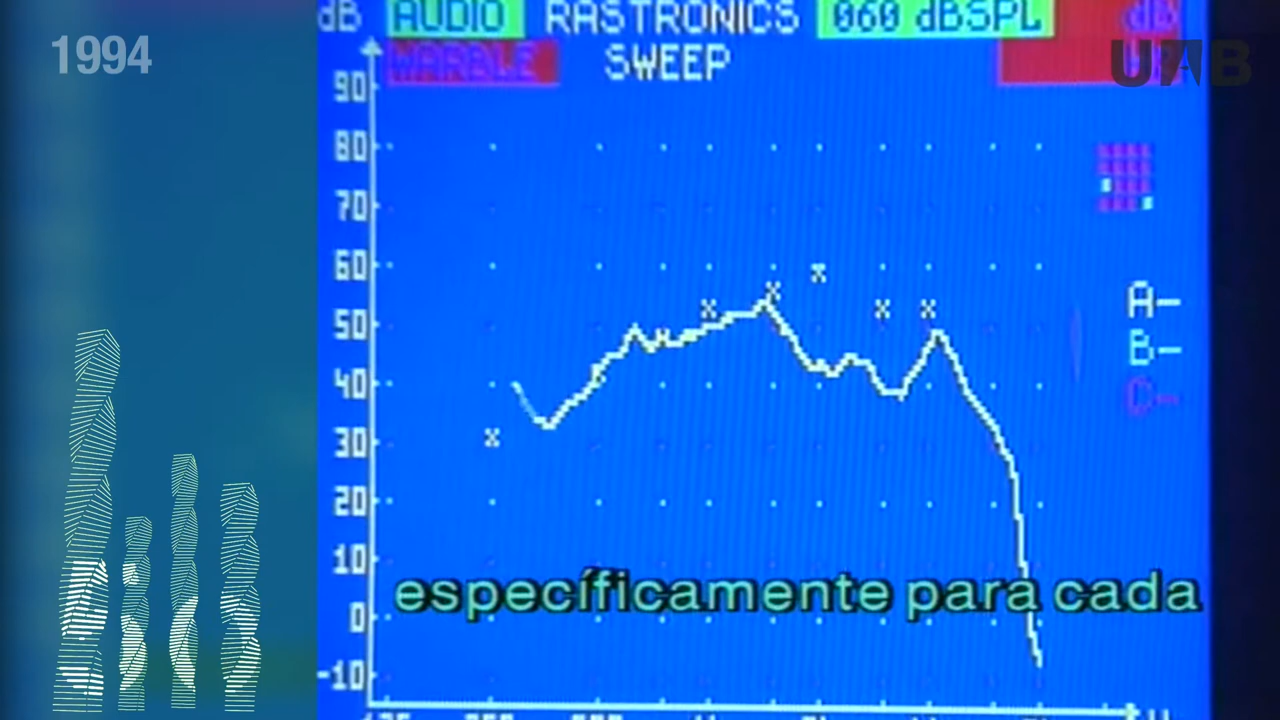 1994
UAB
dB AUDIO RASTRONICS 060 dBSPL dB
WARBLE SWEEP
90
80
70
60
50
40
30
20
10
0
-10
A-
B-
C-
específicamente para cada